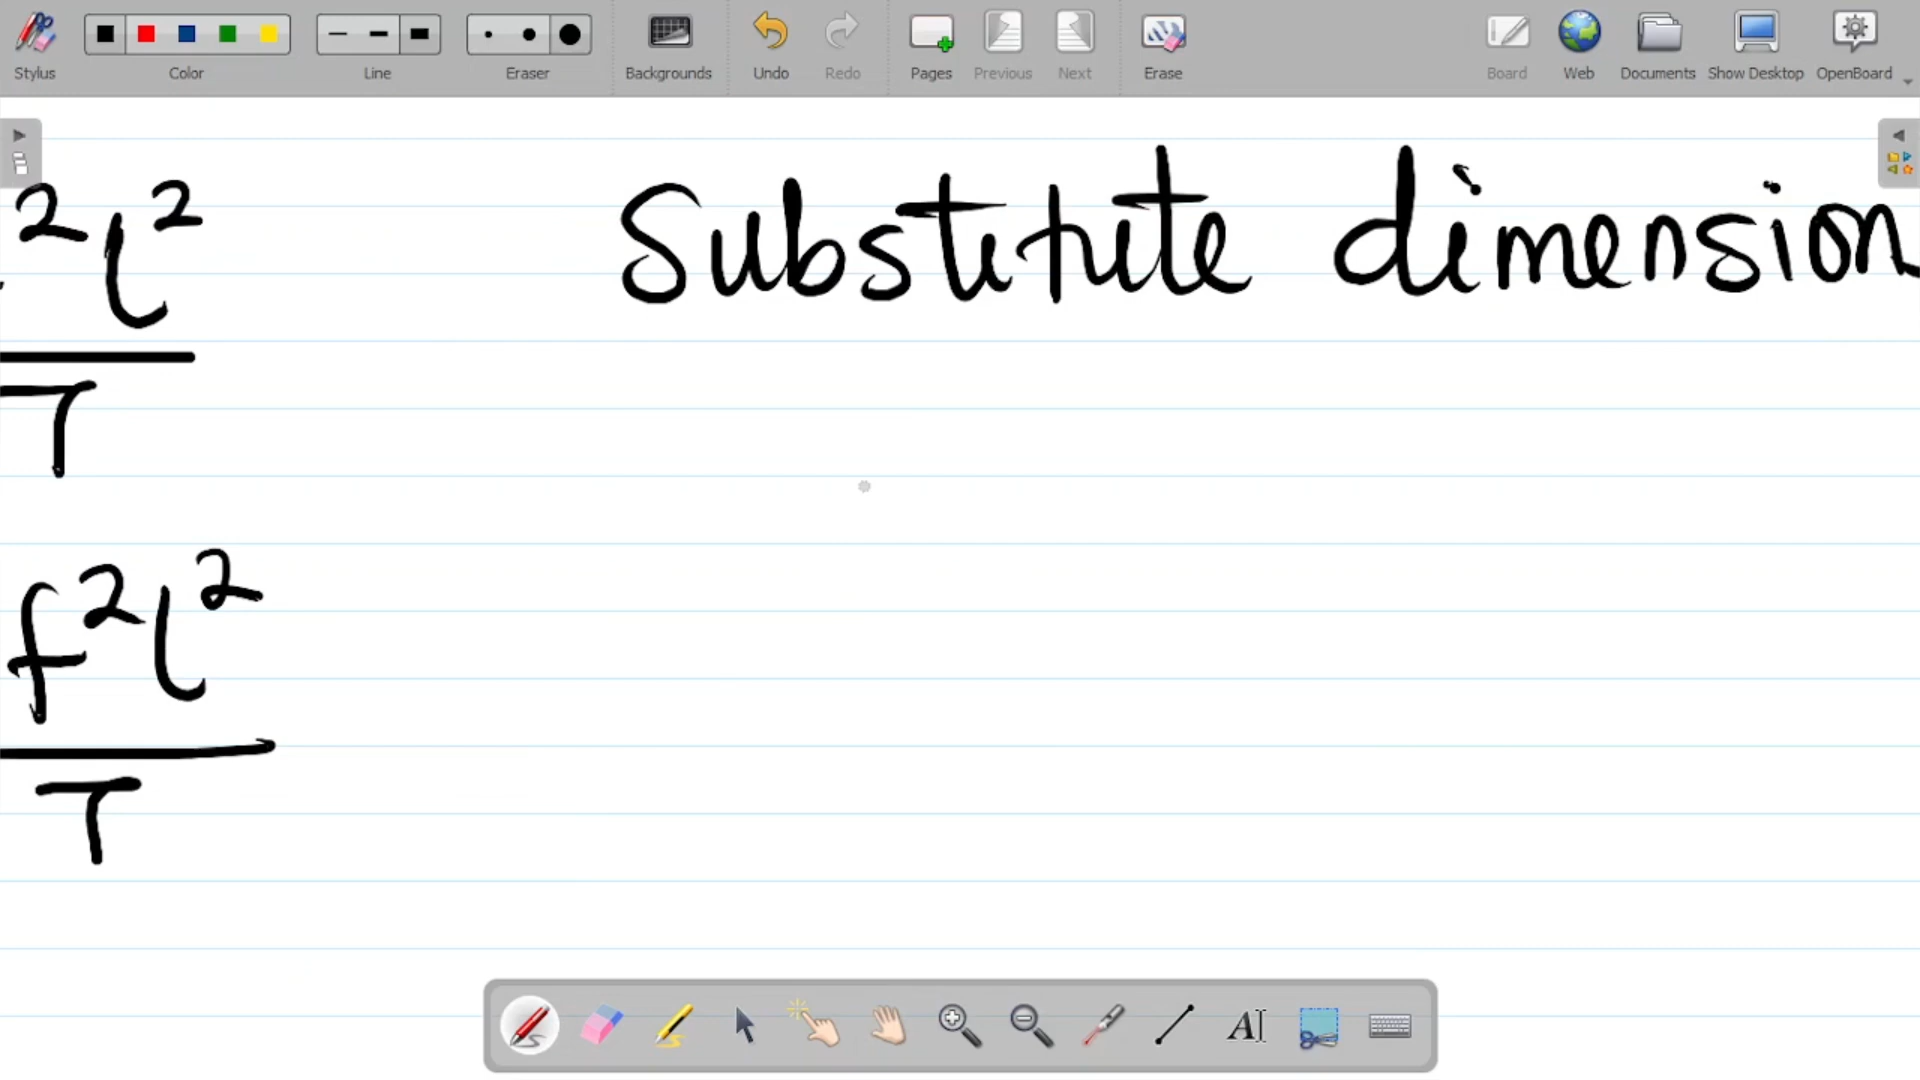 Stylus Color Line Eraser Backgrounds Undo Redo Pages Previous Next Erase Board Web Documents Show Desktop OpenBoard
²l² Substitute dimension
T
f²l²
T